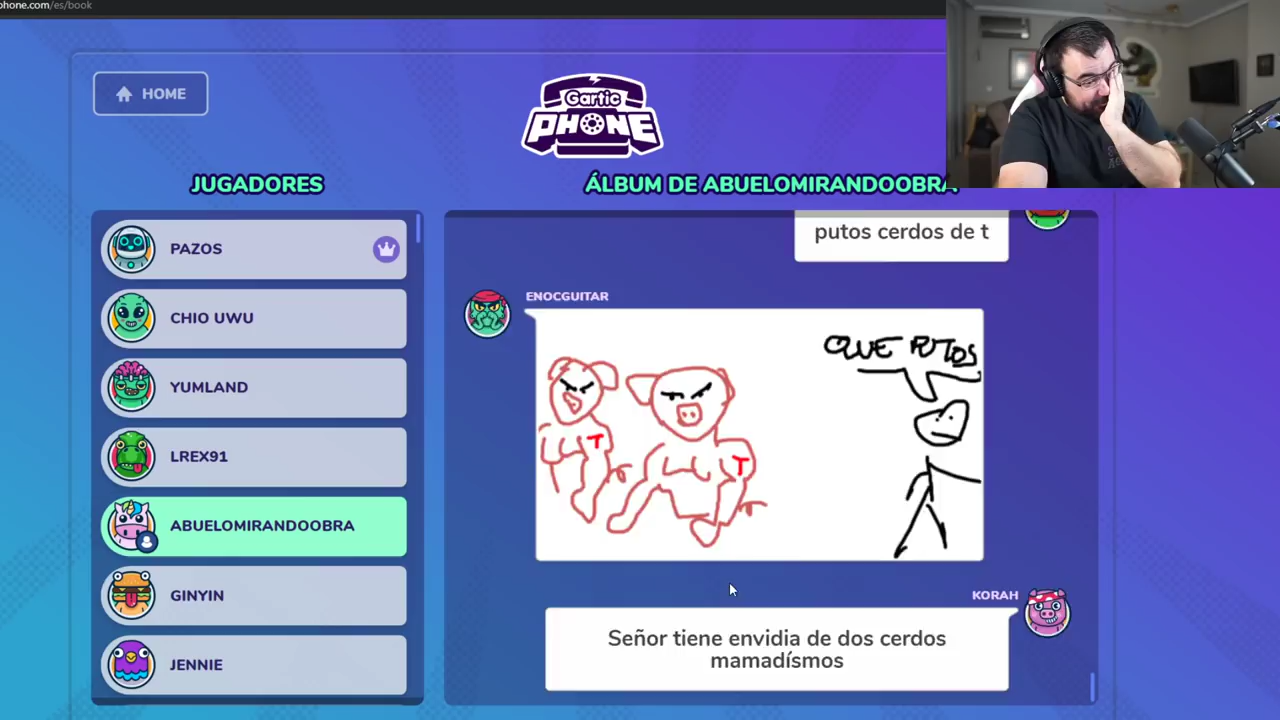 phone.com/es/book
HOME
Gartic
PHONE
JUGADORES
ÁLBUM DE ABUELOMIRANDOOBRA
PAZOS
CHIO UWU
YUMLAND
LREX91
ABUELOMIRANDOOBRA
GINYIN
JENNIE
putos cerdos de t
ENOCGUITAR
QUE PUTOS
T
T
KORAH
Señor tiene envidia de dos cerdos
mamadísmos